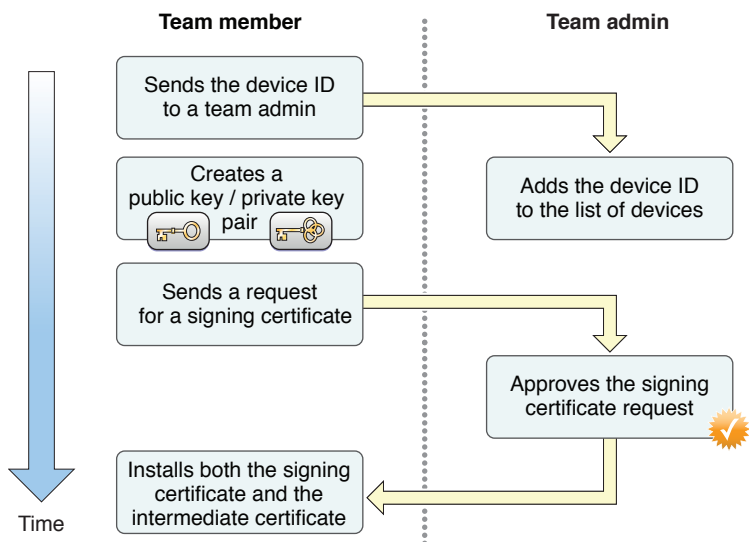 Team member
Team admin
Sends the device ID
to a team admin
Creates a
public key / private key
pair
Adds the device ID
to the list of devices
Sends a request
for a signing certificate
Approves the signing
certificate request
Installs both the signing
certificate and the
intermediate certificate
Time